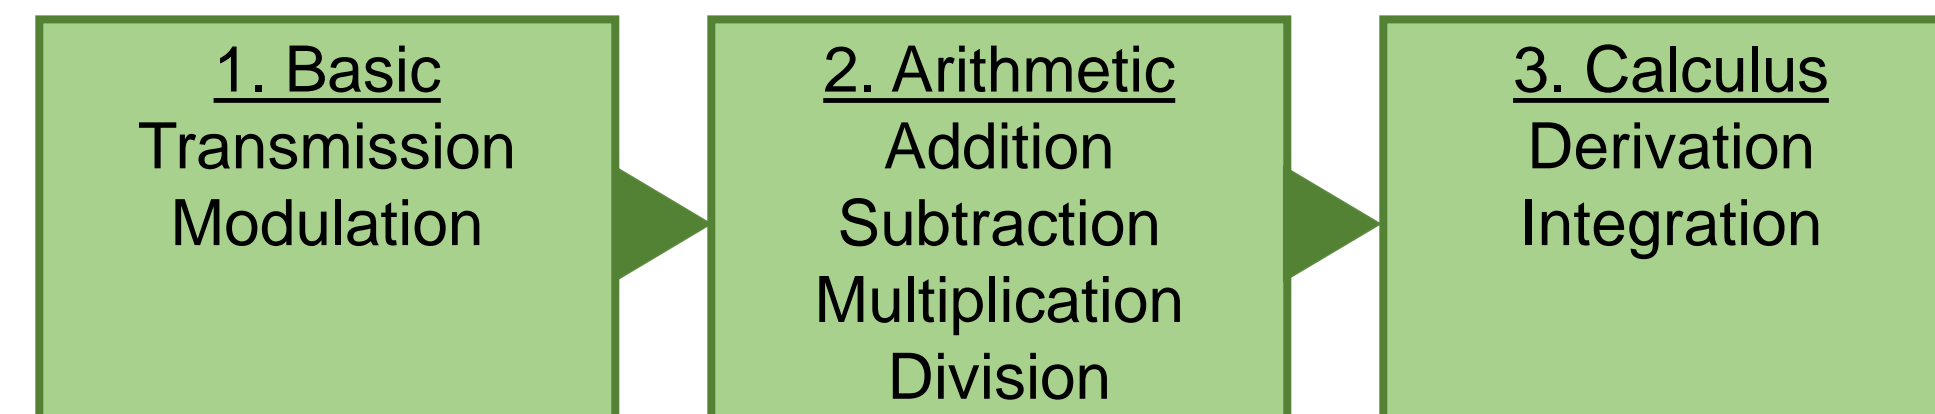 1. Basic
Transmission
Modulation
2. Arithmetic
Addition
Subtraction
Multiplication
Division
3. Calculus
Derivation
Integration